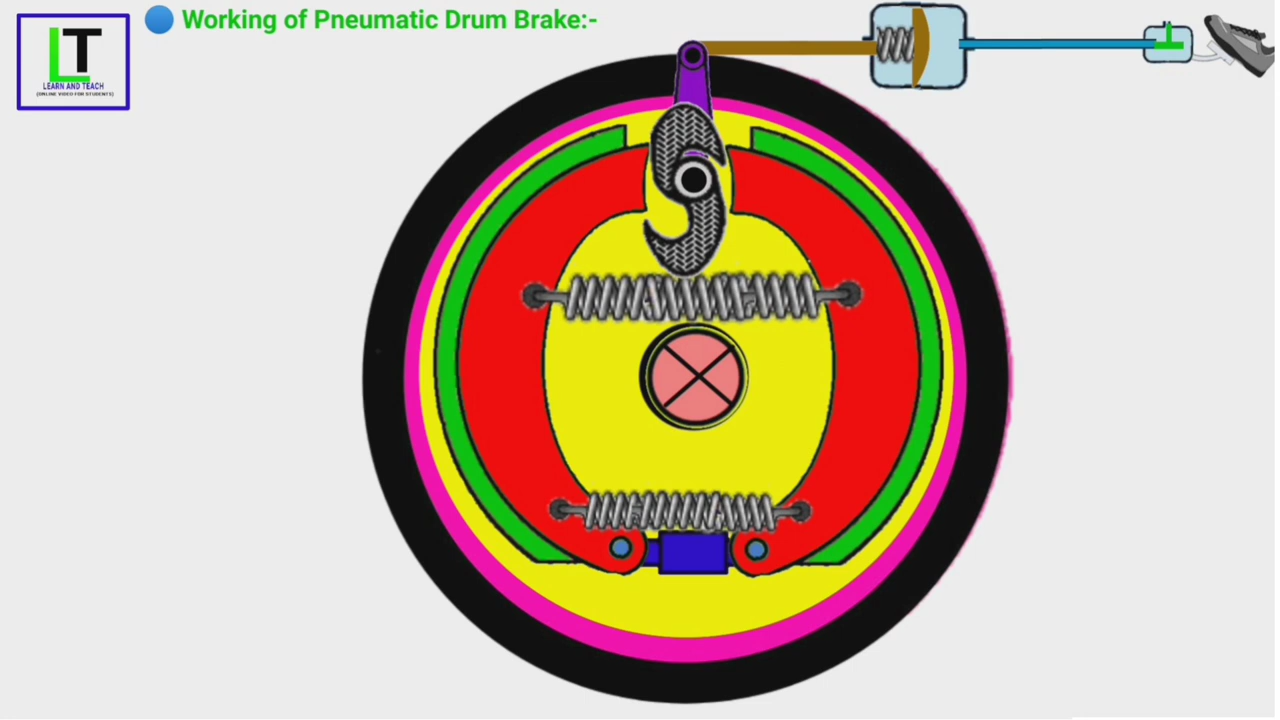 Working of Pneumatic Drum Brake:-
LT
LEARN AND TEACH
(ONLINE VIDEO FOR STUDENTS)